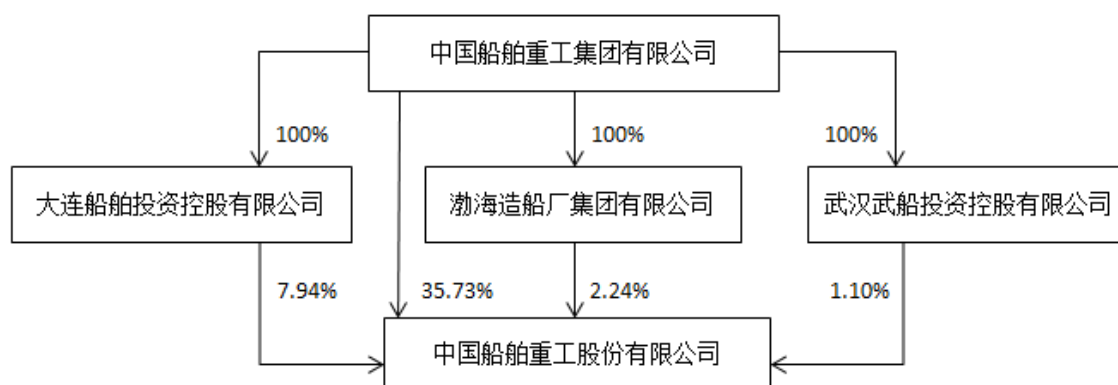 中国船舶重工集团有限公司
100%
100%
100%
大连船舶投资控股有限公司
渤海造船厂集团有限公司
武汉武船投资控股有限公司
7.94%
35.73%
2.24%
1.10%
中国船舶重工股份有限公司